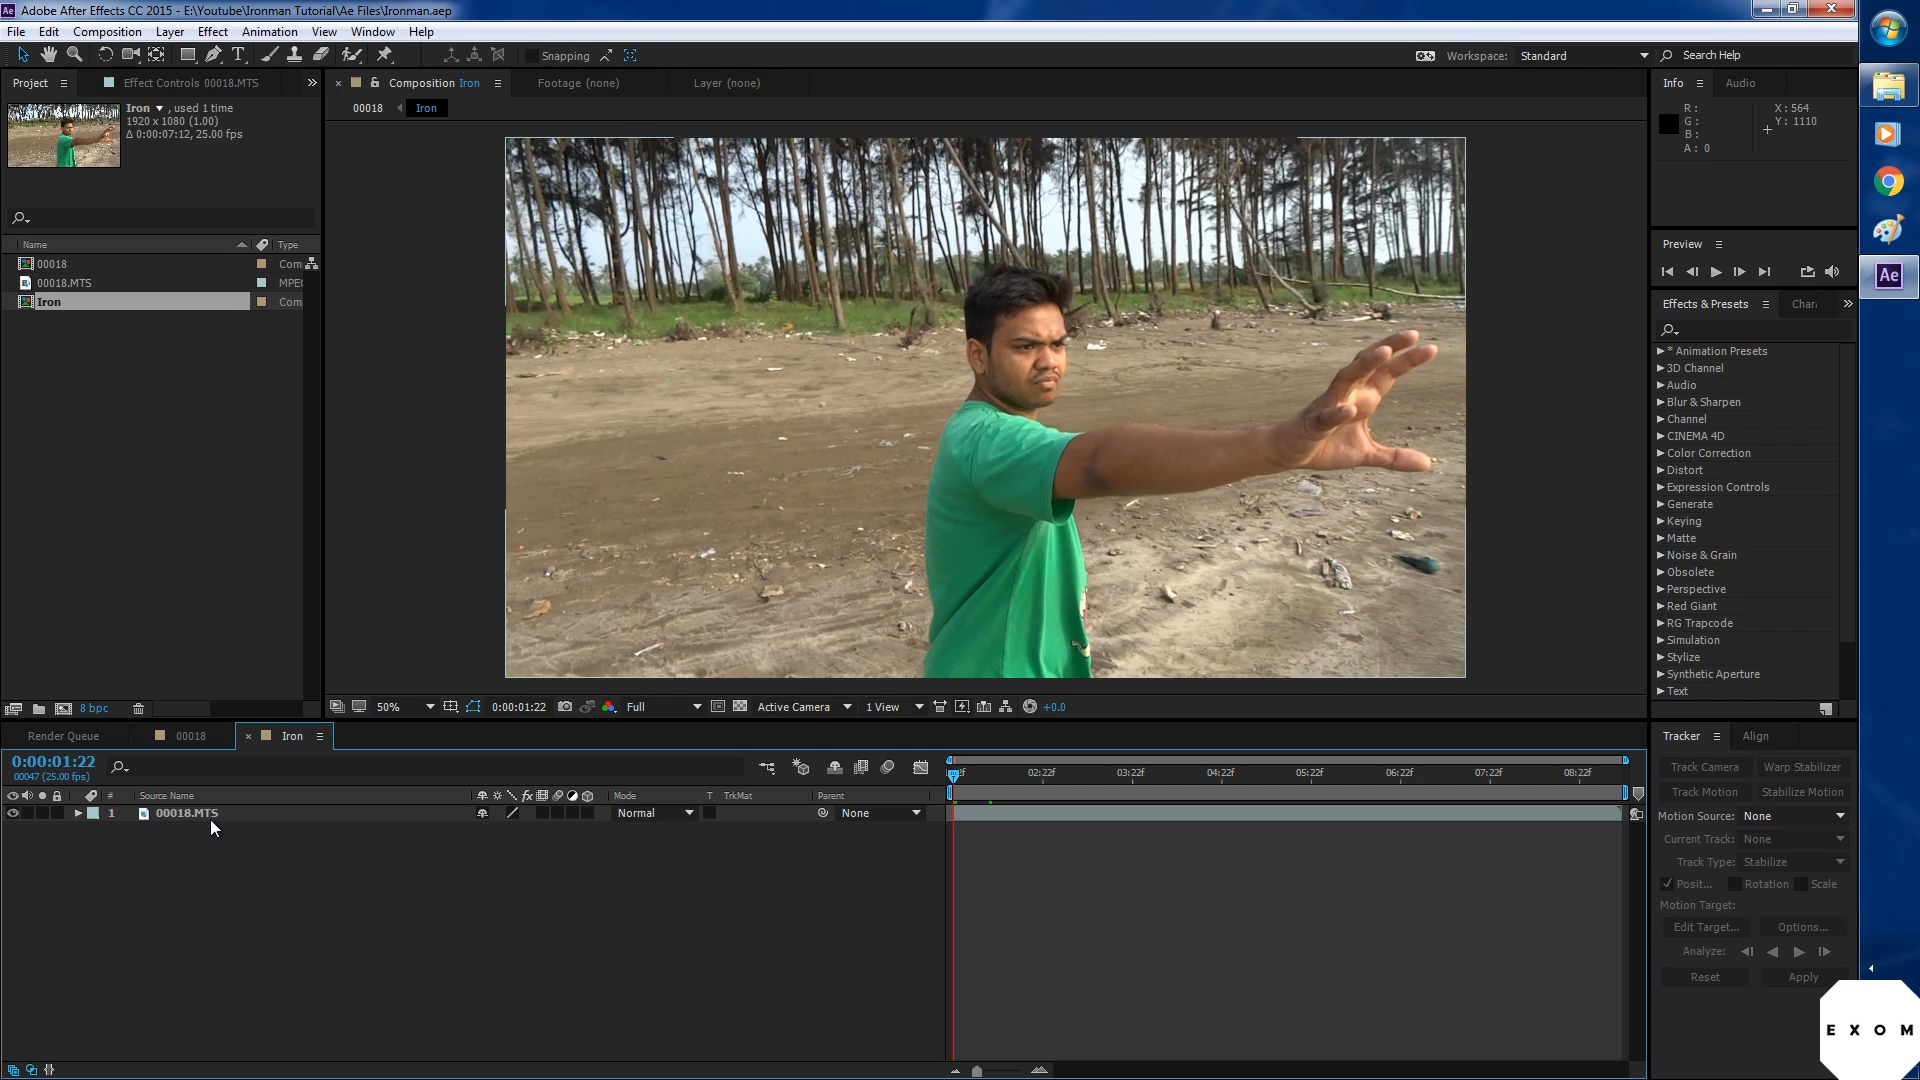 Adobe After Effects CC 2015 - E:\Youtube\Ironman Tutorial\Ae Files\Ironman.aep
File Edit Composition Layer Effect Animation View Window Help
Snapping
Workspace: Standard
Search Help
Project
Effect Controls 00018.MTS
Composition Iron
Footage (none)
Layer (none)
Info
Audio
00018
Iron
Iron , used 1 time
1920 x 1080 (1.00)
Δ 0:00:07:12, 25.00 fps
R :
G :
B :
A : 0
X : 564
Y : 1110
Name
Type
00018
Com
00018.MTS
MPEG
Iron
Com
Preview
Effects & Presets
* Animation Presets
3D Channel
Audio
Blur & Sharpen
Channel
CINEMA 4D
Color Correction
Distort
Expression Controls
Generate
Keying
Matte
Noise & Grain
Obsolete
Perspective
Red Giant
RG Trapcode
Simulation
Stylize
Synthetic Aperture
Text
8 bpc
50%
0:00:01:22
Full
Active Camera
1 View
+0.0
Render Queue
00018
Iron
0:00:01:22
00047 (25.00 fps)
02:22f
03:22f
04:22f
05:22f
06:22f
07:22f
08:22f
#
Source Name
fx
Mode
T
TrkMat
Parent
1
00018.MTS
Normal
None
Tracker
Align
Track Camera
Warp Stabilizer
Track Motion
Stabilize Motion
Motion Source: None
Current Track: None
Track Type: Stabilize
Posit...
Rotation
Scale
Motion Target:
Edit Target...
Options...
Analyze:
Reset
Apply
Ae
EXOM